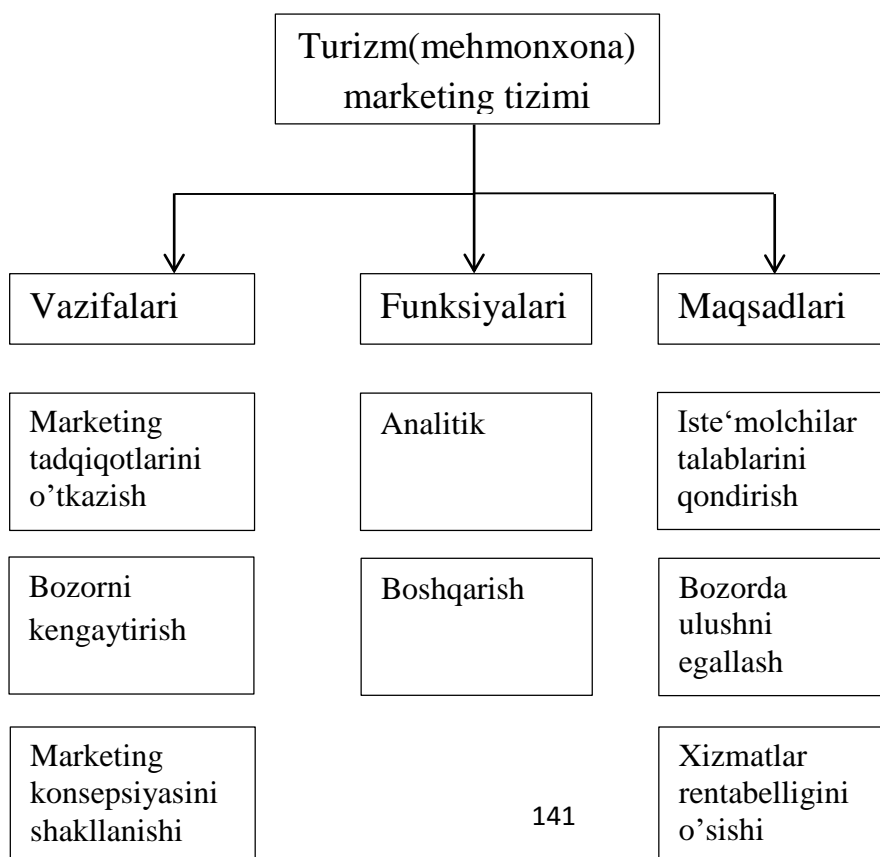 Turizm(mehmonxona)
marketing tizimi
Vazifalari
Funksiyalari
Maqsadlari
Marketing
tadqiqotlarini
o’tkazish
Analitik
Iste‘molchilar
talablarini
qondirish
Bozorni
kengaytirish
Boshqarish
Bozorda
ulushni
egallash
Marketing
konsepsiyasini
shakllanishi
Xizmatlar
rentabelligini
o’sishi
141